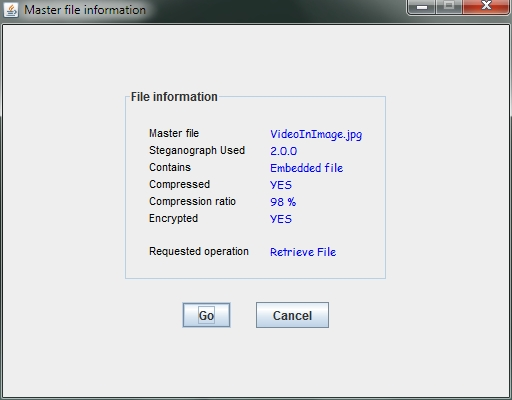 Master file information
File information
Master file VideoInImage.jpg
Steganograph Used 2.0.0
Contains Embedded file
Compressed YES
Compression ratio 98 %
Encrypted YES
Requested operation Retrieve File
Go Cancel